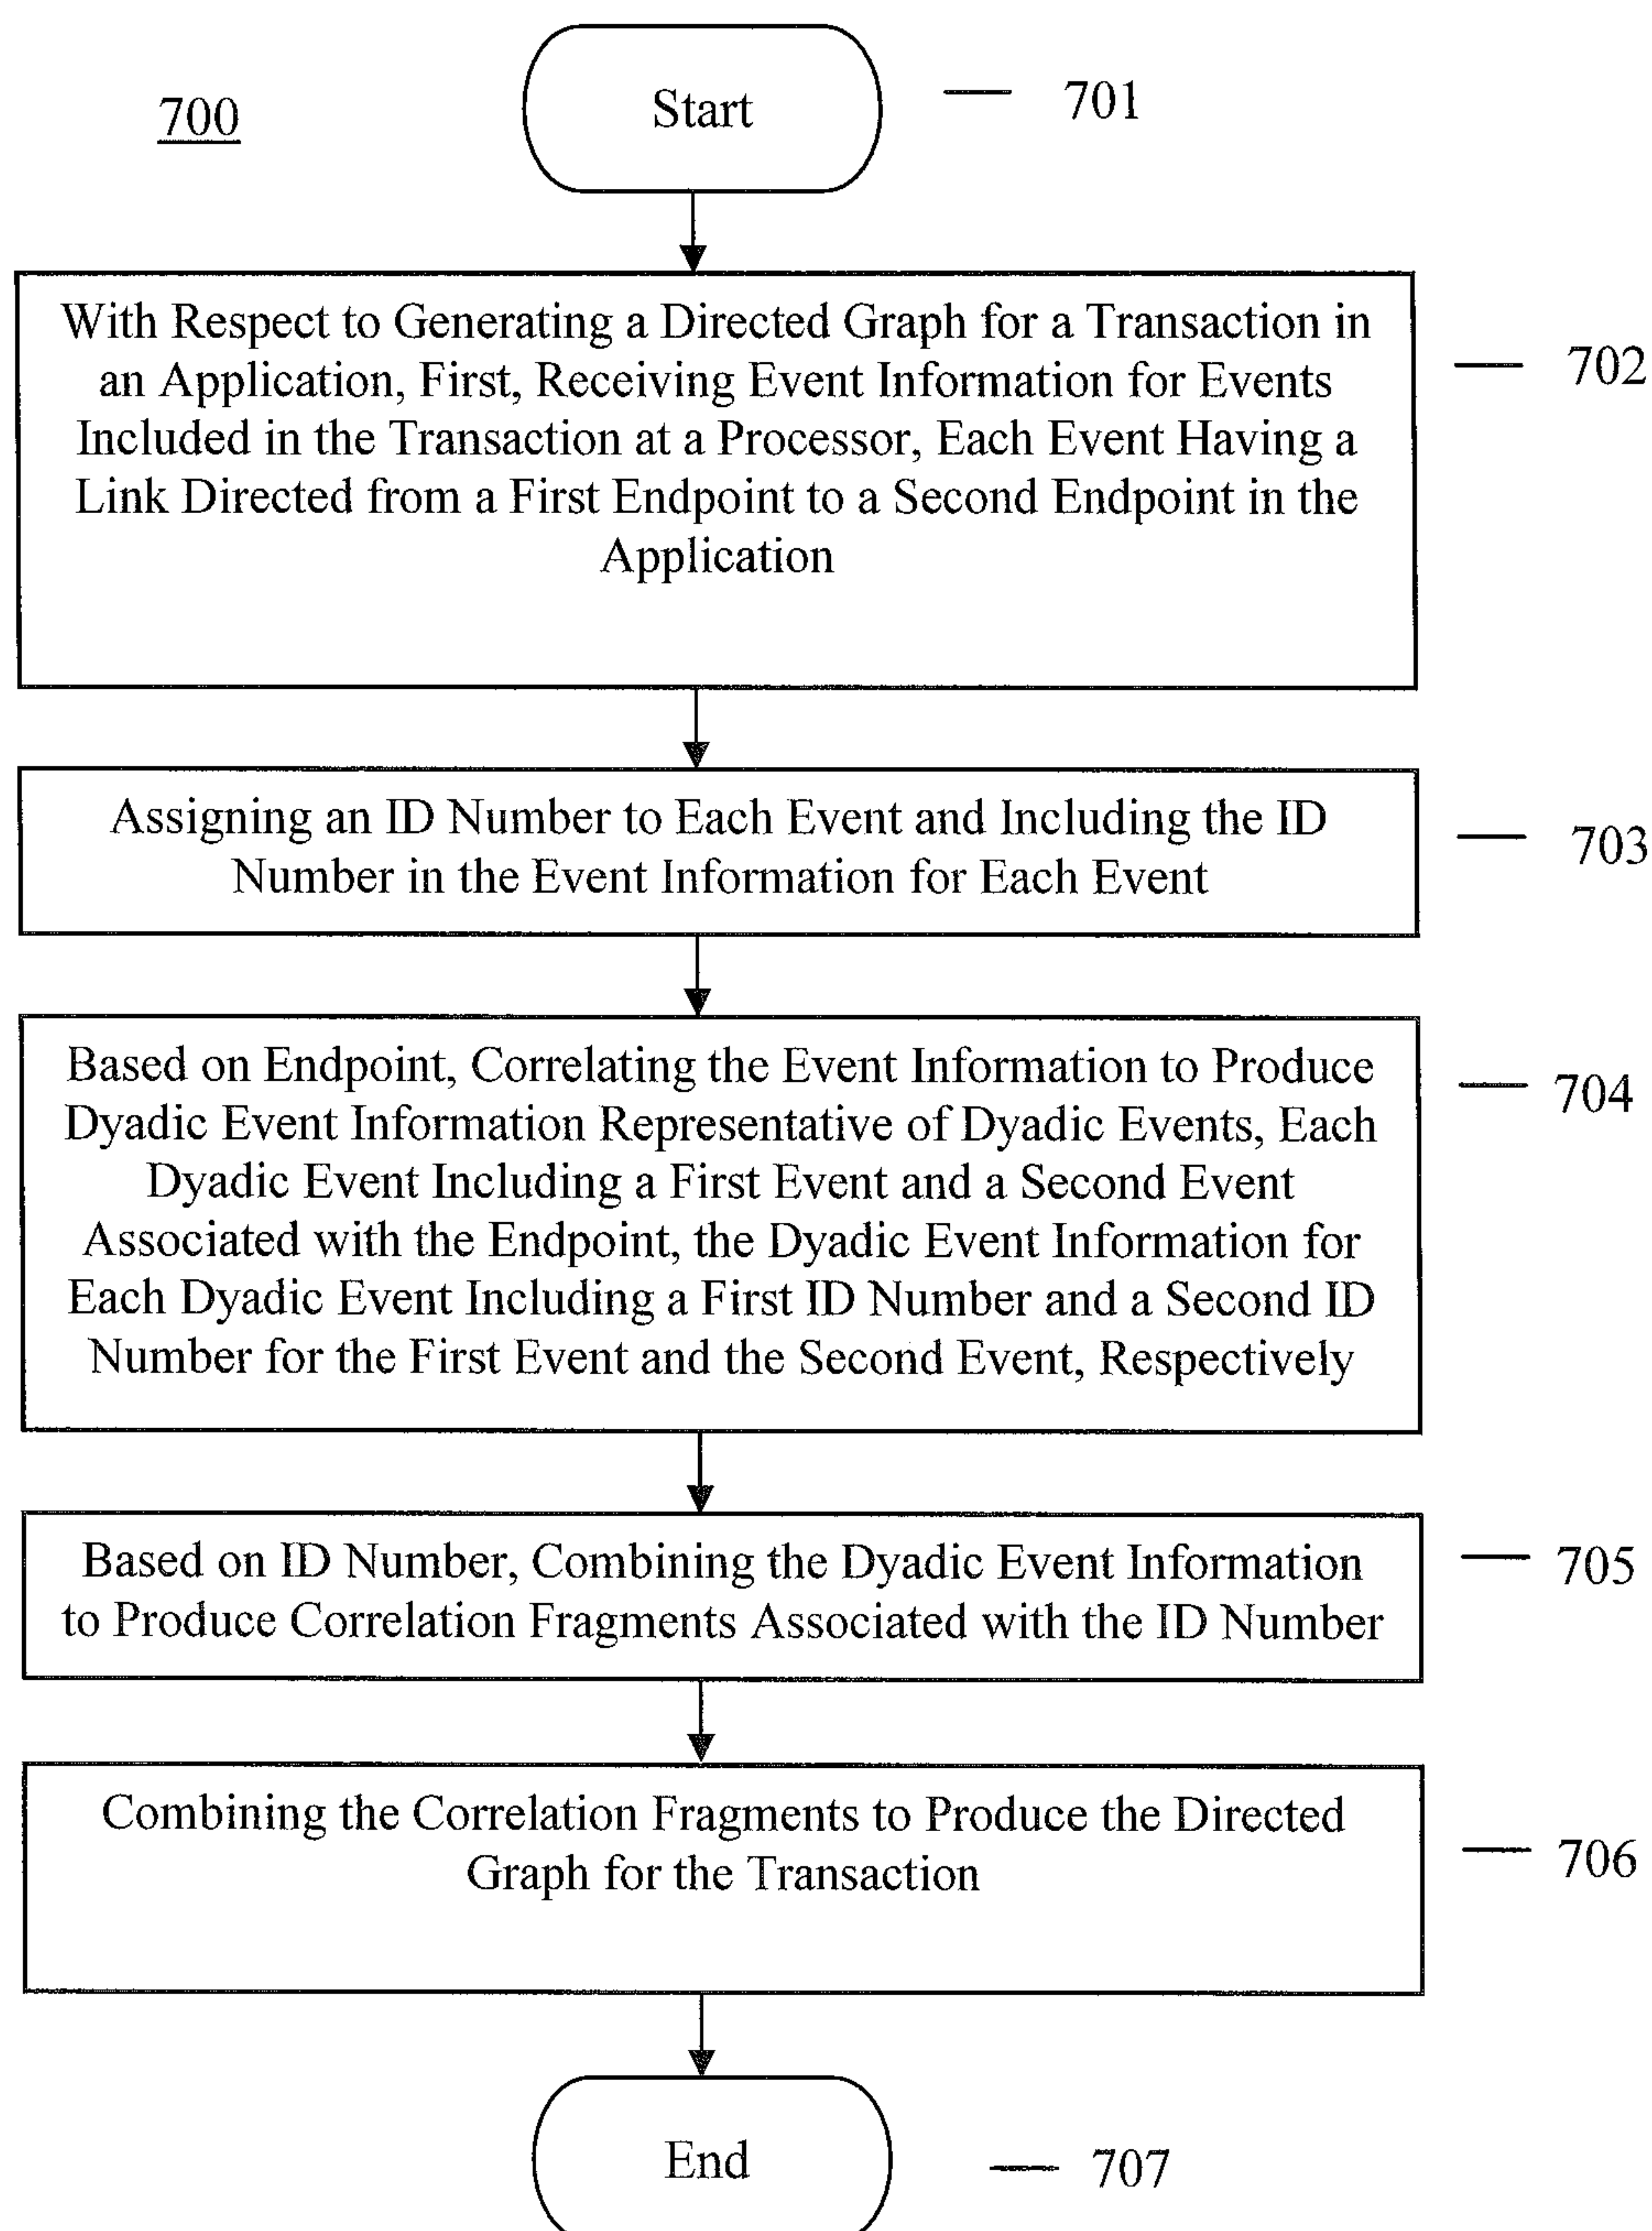 700
Start
701
With Respect to Generating a Directed Graph for a Transaction in
an Application, First, Receiving Event Information for Events
Included in the Transaction at a Processor, Each Event Having a
Link Directed from a First Endpoint to a Second Endpoint in the
Application
702
Assigning an ID Number to Each Event and Including the ID
Number in the Event Information for Each Event
703
Based on Endpoint, Correlating the Event Information to Produce
Dyadic Event Information Representative of Dyadic Events, Each
Dyadic Event Including a First Event and a Second Event
Associated with the Endpoint, the Dyadic Event Information for
Each Dyadic Event Including a First ID Number and a Second ID
Number for the First Event and the Second Event, Respectively
704
Based on ID Number, Combining the Dyadic Event Information
to Produce Correlation Fragments Associated with the ID Number
705
Combining the Correlation Fragments to Produce the Directed
Graph for the Transaction
706
End
707